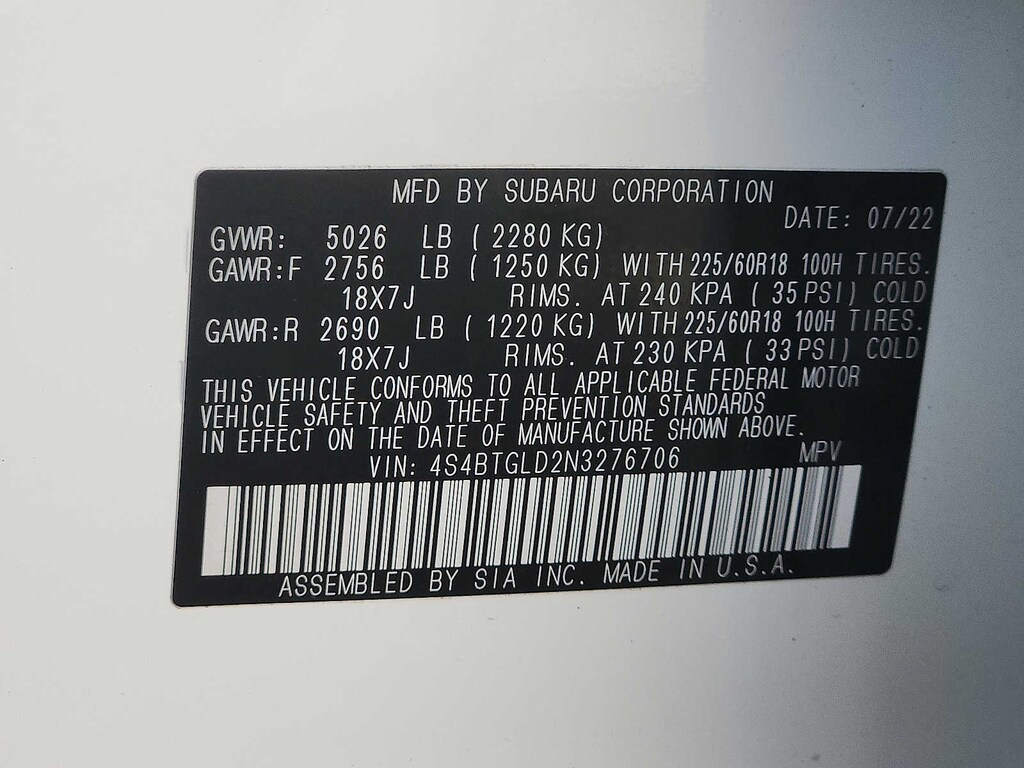 MFD BY SUBARU CORPORATION
DATE: 07/22
GVWR: 5026 LB ( 2280 KG)
GAWR:F 2756 LB ( 1250 KG) WITH 225/60R18 100H TIRES.
18X7J RIMS. AT 240 KPA ( 35 PSI) COLD
GAWR:R 2690 LB ( 1220 KG) WITH 225/60R18 100H TIRES.
18X7J RIMS. AT 230 KPA ( 33 PSI) COLD
THIS VEHICLE CONFORMS TO ALL APPLICABLE FEDERAL MOTOR
VEHICLE SAFETY AND THEFT PREVENTION STANDARDS
IN EFFECT ON THE DATE OF MANUFACTURE SHOWN ABOVE.
VIN: 4S4BTGLD2N3276706 MPV
ASSEMBLED BY SIA INC. MADE IN U.S.A.